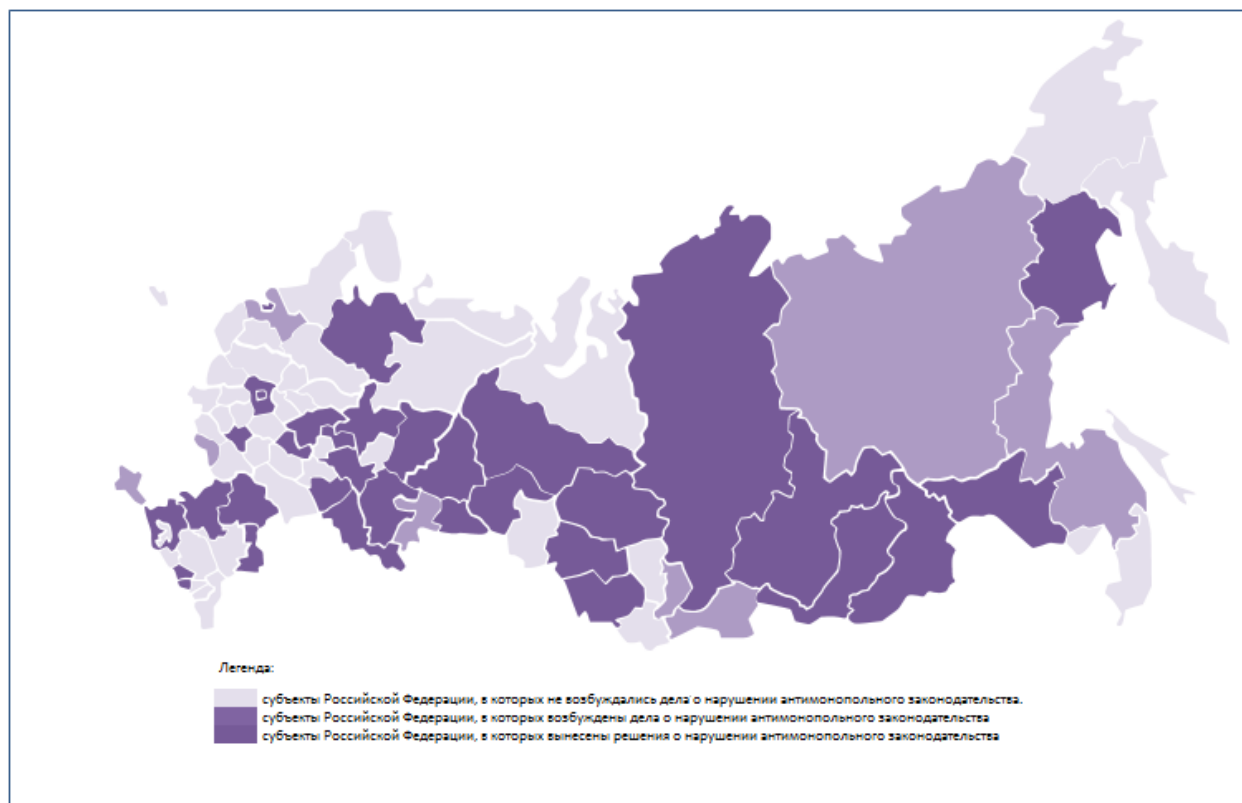 Легенда:
субъекты Российской Федерации, в которых не возбуждались дела о нарушении антимонопольного законодательства.
субъекты Российской Федерации, в которых возбуждены дела о нарушении антимонопольного законодательства
субъекты Российской Федерации, в которых вынесены решения о нарушении антимонопольного законодательства